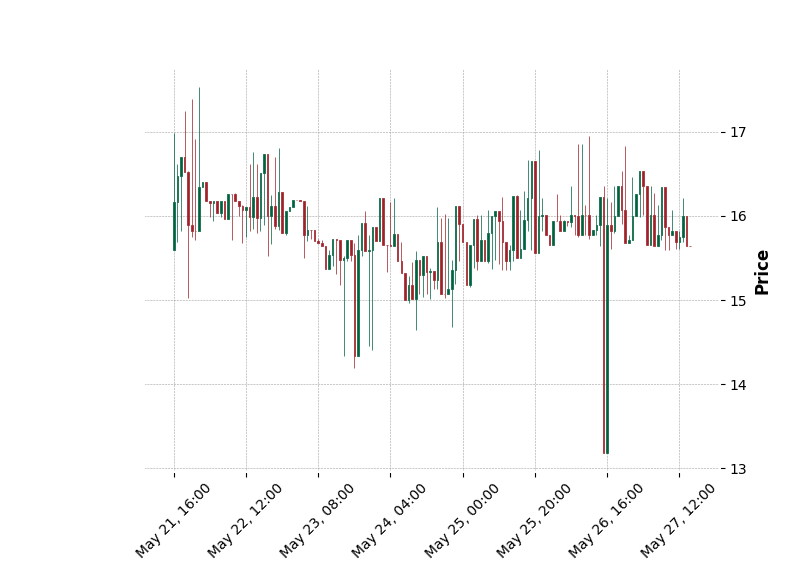 17
16
15
14
13
Price
May 21, 16:00
May 22, 12:00
May 23, 08:00
May 24, 04:00
May 25, 00:00
May 25, 20:00
May 26, 16:00
May 27, 12:00